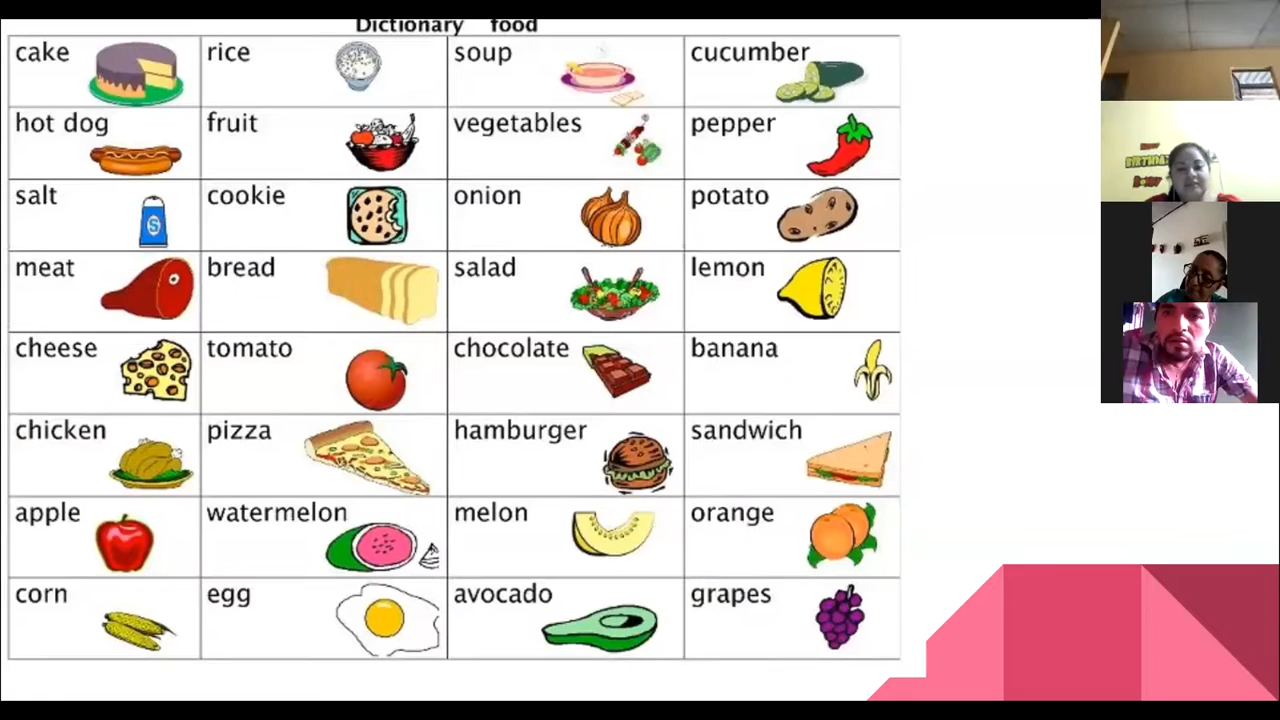 Dictionary food
cake rice soup cucumber
hot dog fruit vegetables pepper
salt cookie onion potato
meat bread salad lemon
cheese tomato chocolate banana
chicken pizza hamburger sandwich
apple watermelon melon orange
corn egg avocado grapes